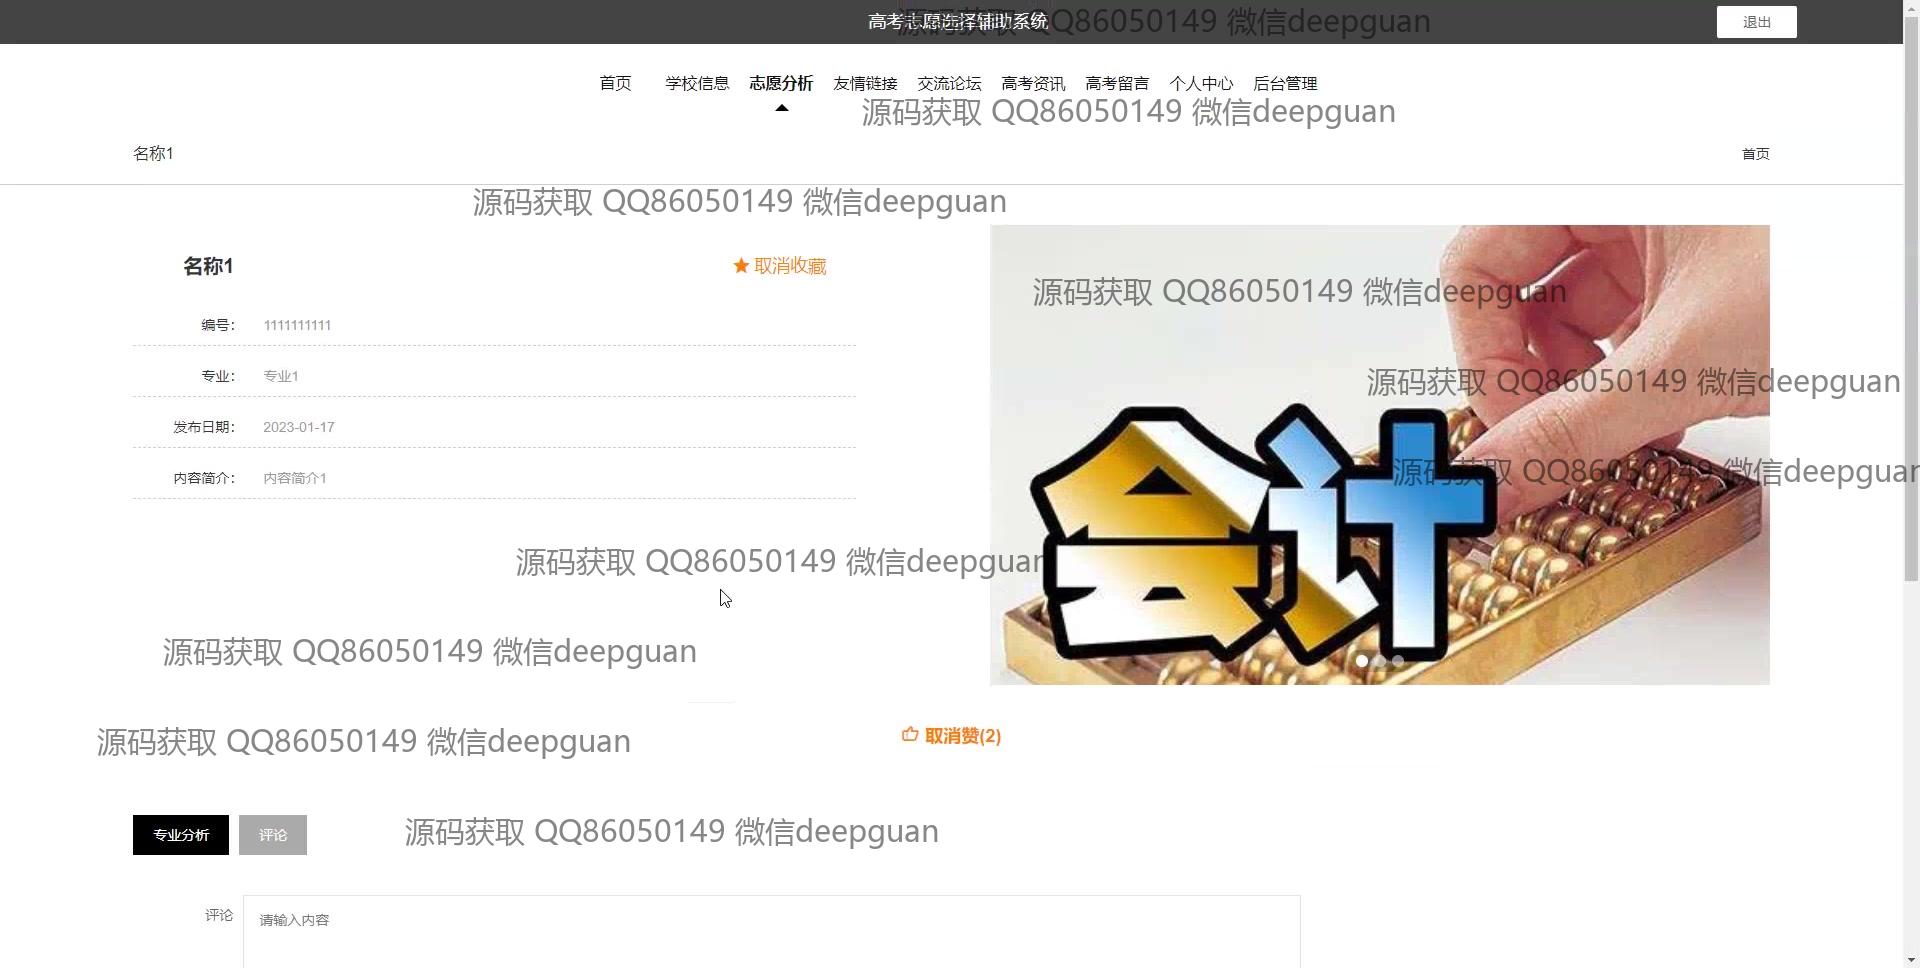 高考志愿选择辅助系统
源码获取 QQ86050149 微信deepguan
退出
首页 学校信息 志愿分析 友情链接 交流论坛 高考资讯 高考留言 个人中心 后台管理
源码获取 QQ86050149 微信deepguan
名称1 首页
源码获取 QQ86050149 微信deepguan
名称1 取消收藏
源码获取 QQ86050149 微信deepguan
编号： 1111111111
专业： 专业1
源码获取 QQ86050149 微信deepguan
发布日期： 2023-01-17
内容简介： 内容简介1
源码获取 QQ86050149 微信deepguan
会计
源码获取 QQ86050149 微信deepguan
源码获取 QQ86050149 微信deepguan
源码获取 QQ86050149 微信deepguan
取消赞(2)
专业分析 评论
源码获取 QQ86050149 微信deepguan
评论 请输入内容